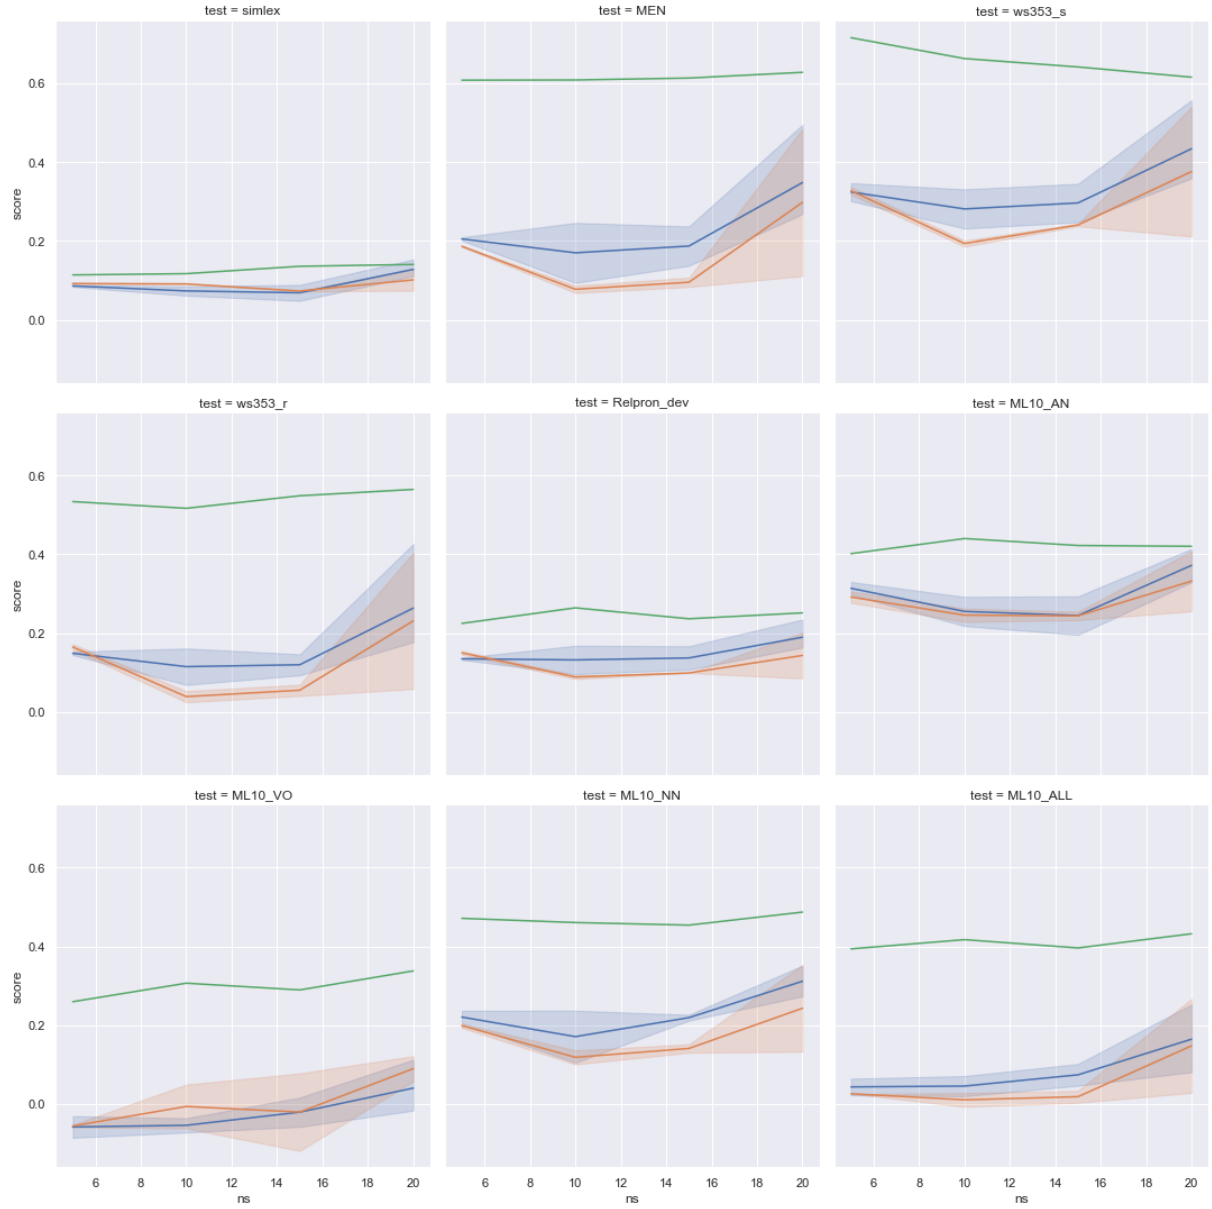 test = simlex
test = MEN
test = ws353_s
score
0.6
0.4
0.2
0.0
test = ws353_r
test = Relpron_dev
test = ML10_AN
score
0.6
0.4
0.2
0.0
test = ML10_VO
test = ML10_NN
test = ML10_ALL
score
0.6
0.4
0.2
0.0
6 8 10 12 14 16 18 20
ns
6 8 10 12 14 16 18 20
ns
6 8 10 12 14 16 18 20
ns